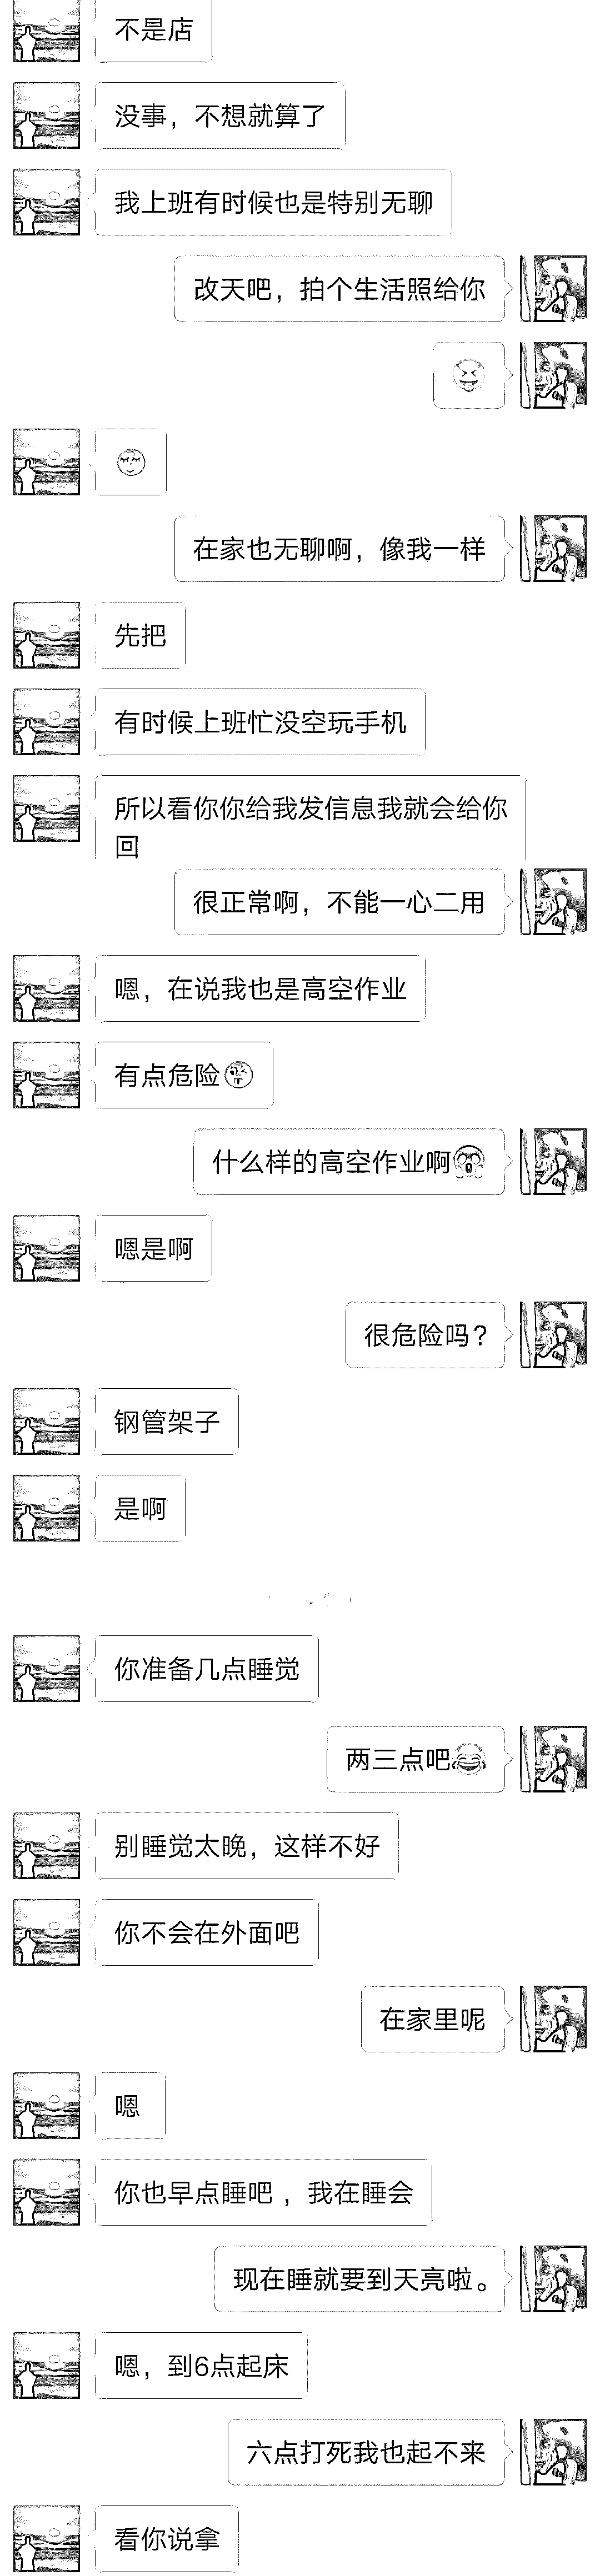 不是店
没事，不想就算了
我上班有时候也是特别无聊
改天吧，拍个生活照给你
在家也无聊啊，像我一样
先把
有时候上班忙没空玩手机
所以看你你给我发信息我就会给你
回
很正常啊，不能一心二用
嗯，在说我也是高空作业
有点危险
什么样的高空作业啊
嗯是啊
很危险吗？
钢管架子
是啊
你准备几点睡觉
两三点吧
别睡觉太晚，这样不好
你不会在外面吧
在家里呢
嗯
你也早点睡吧，我在睡会
现在睡就要到天亮啦。
嗯，到6点起床
六点打死我也起不来
看你说拿